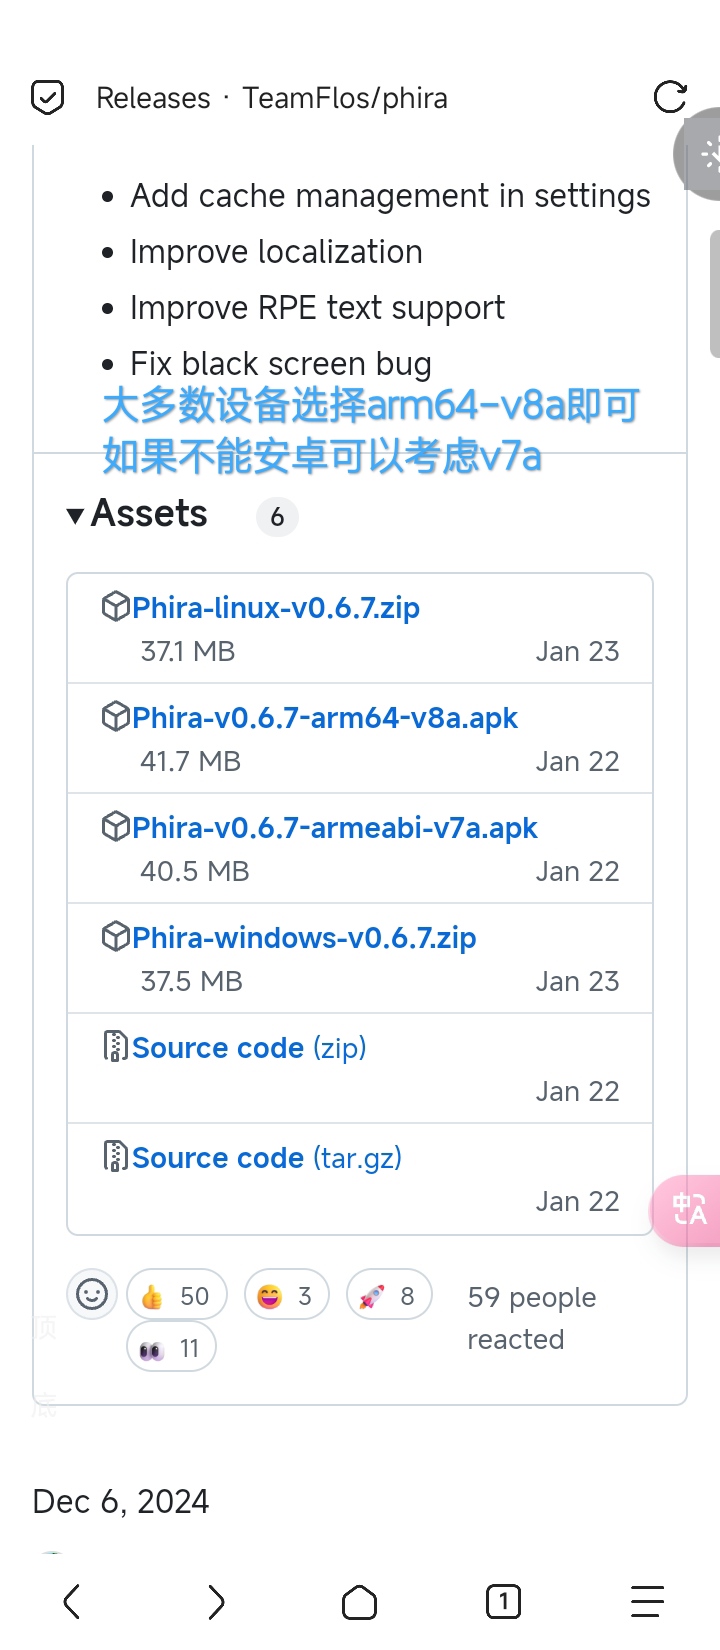 Releases · TeamFlos/phira
Add cache management in settings
Improve localization
Improve RPE text support
Fix black screen bug
大多数设备选择arm64-v8a即可
如果不能安卓可以考虑v7a
Assets 6
Phira-linux-v0.6.7.zip
37.1 MB Jan 23
Phira-v0.6.7-arm64-v8a.apk
41.7 MB Jan 22
Phira-v0.6.7-armeabi-v7a.apk
40.5 MB Jan 22
Phira-windows-v0.6.7.zip
37.5 MB Jan 23
Source code (zip)
Jan 22
Source code (tar.gz)
Jan 22
中A
👍 50 😄 3 🚀 8 59 people
👀 11 reacted
顶
底
Dec 6, 2024
1